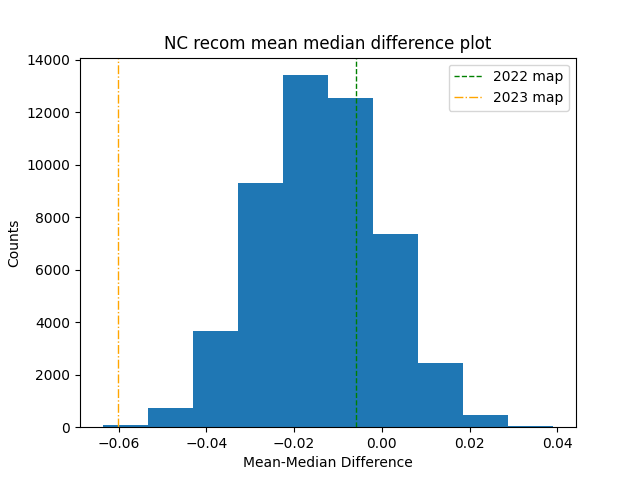 NC recom mean median difference plot
14000
12000
10000
8000
6000
4000
2000
0
Counts
2022 map
2023 map
−0.06 −0.04 −0.02 0.00 0.02 0.04
Mean-Median Difference